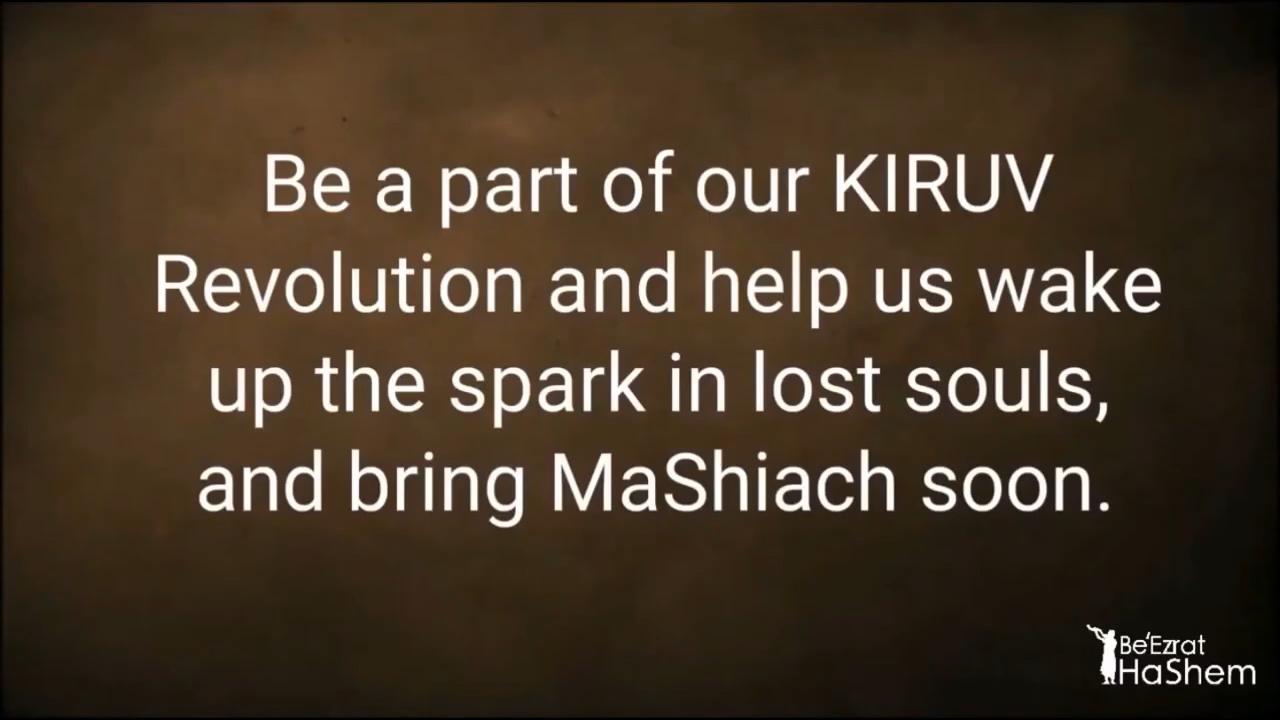 Be a part of our KIRUV
Revolution and help us wake
up the spark in lost souls,
and bring MaShiach soon.
Be'Ezrat
HaShem